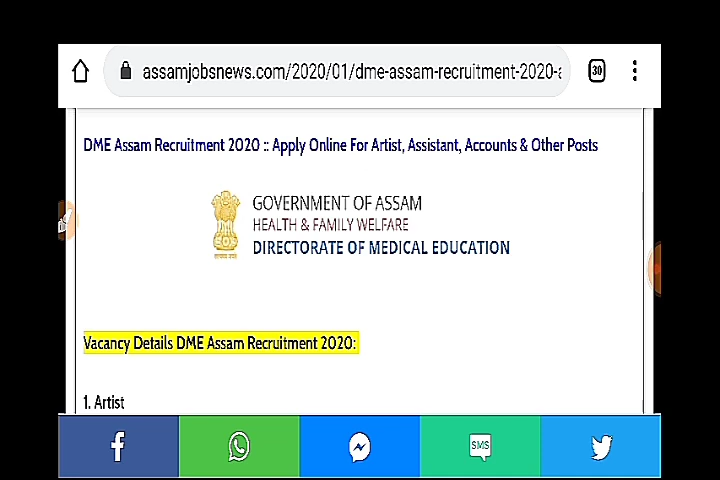 assamjobsnews.com/2020/01/dme-assam-recruitment-2020-a
30
DME Assam Recruitment 2020 :: Apply Online For Artist, Assistant, Accounts & Other Posts
GOVERNMENT OF ASSAM
HEALTH & FAMILY WELFARE
DIRECTORATE OF MEDICAL EDUCATION
Vacancy Details DME Assam Recruitment 2020:
1. Artist
SMS